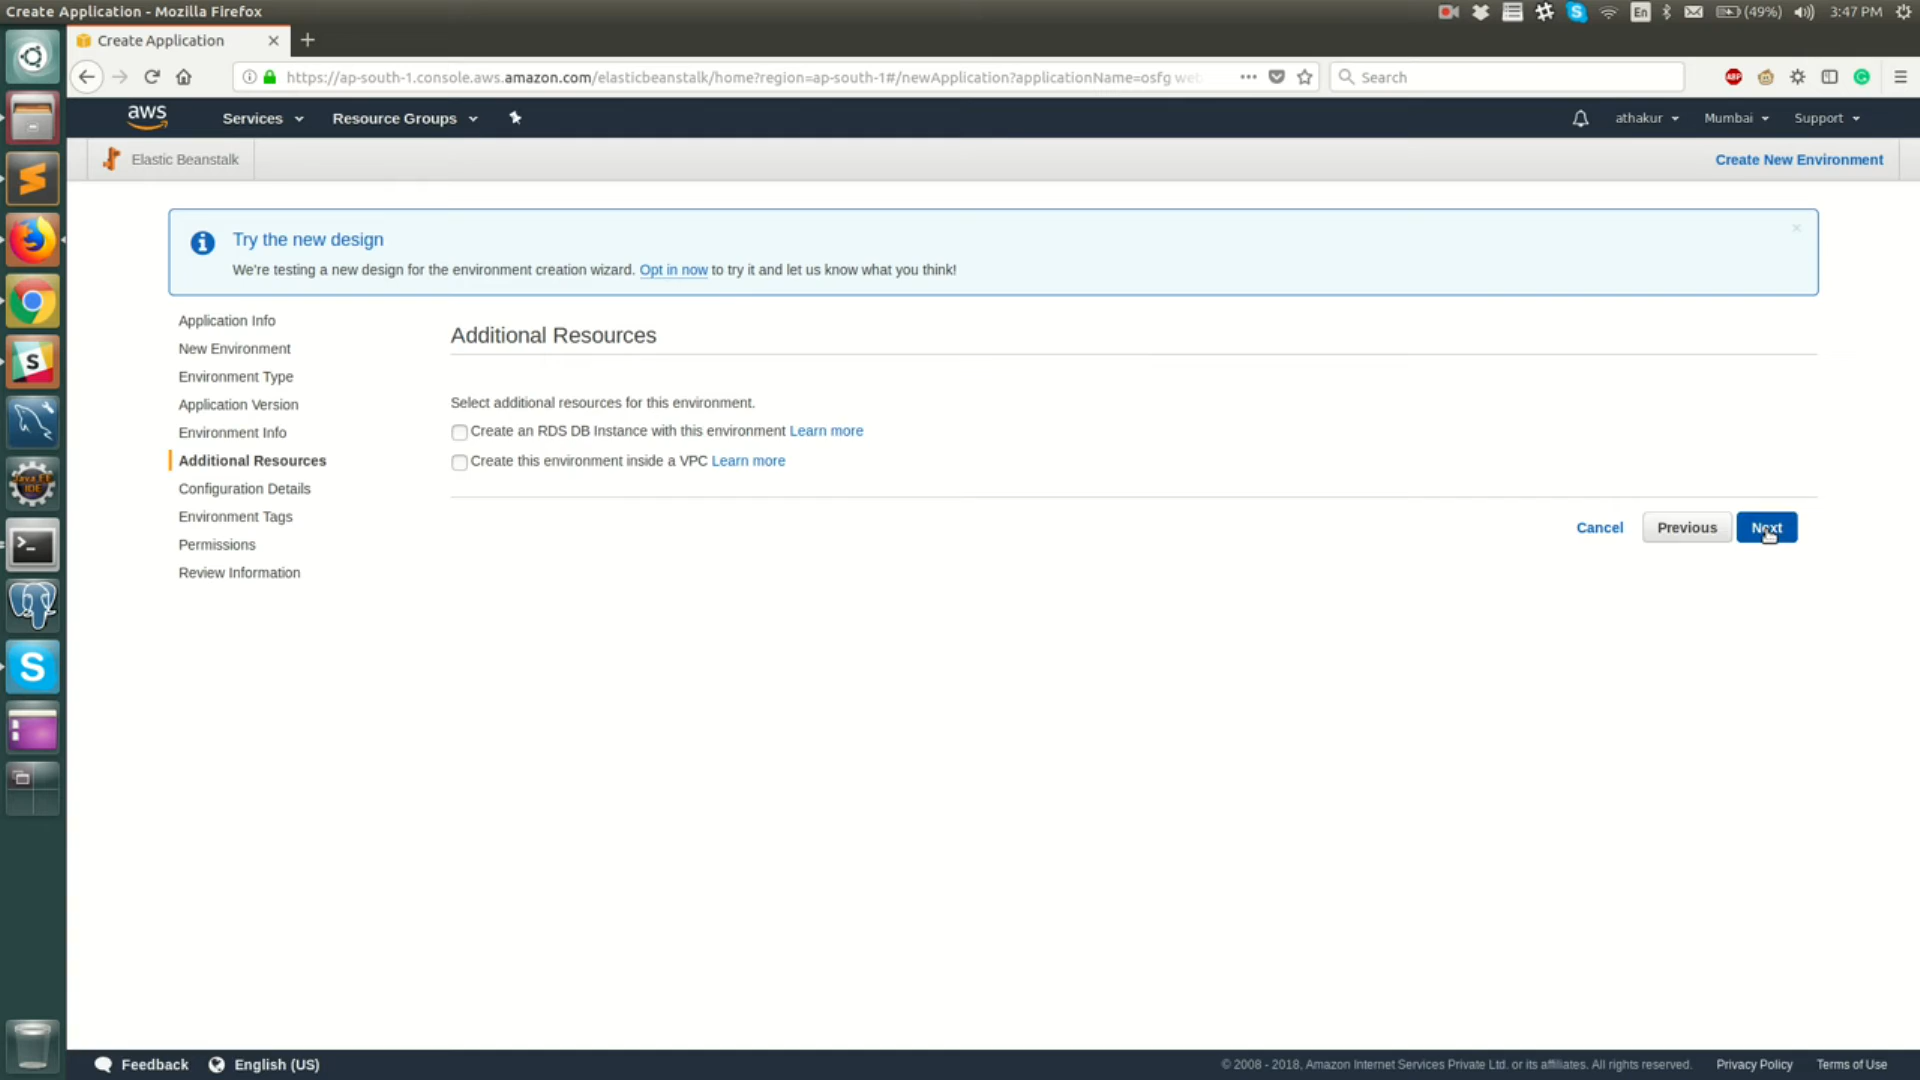 Create Application - Mozilla Firefox
En
(49%)
3:47 PM
Create Application
https://ap-south-1.console.aws.amazon.com/elasticbeanstalk/home?region=ap-south-1#/newApplication?applicationName=osfg web
Search
ABP
aws
Services
Resource Groups
athakur
Mumbai
Support
Elastic Beanstalk
Create New Environment
Try the new design
We're testing a new design for the environment creation wizard. Opt in now to try it and let us know what you think!
Application Info
New Environment
Environment Type
Application Version
Environment Info
Additional Resources
Configuration Details
Environment Tags
Permissions
Review Information
Additional Resources
Select additional resources for this environment.
Create an RDS DB Instance with this environment Learn more
Create this environment inside a VPC Learn more
Cancel
Previous
Next
Feedback
English (US)
© 2008 - 2018, Amazon Internet Services Private Ltd. or its affiliates. All rights reserved.
Privacy Policy
Terms of Use